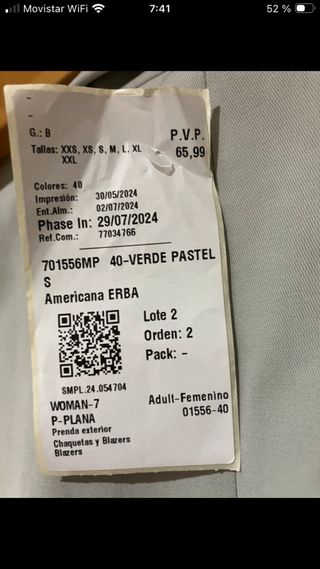 Movistar WiFi 7:41 52 %
-
-
G.: B P.V.P.
Tallas: XXS, XS, S, M, L, XL 65,99
XXL
Colores: 40
Impresión: 30/05/2024
Ent.Alm.: 02/07/2024
Phase In: 29/07/2024
Ref.Com.: 77034766
701556MP 40-VERDE PASTEL
S
Americana ERBA
Lote 2
Orden: 2
Pack: -
SMPL.24.054704
WOMAN-7 Adult-Femenino
P-PLANA 01556-40
Prenda exterior
Chaquetas y Blazers
Blazers